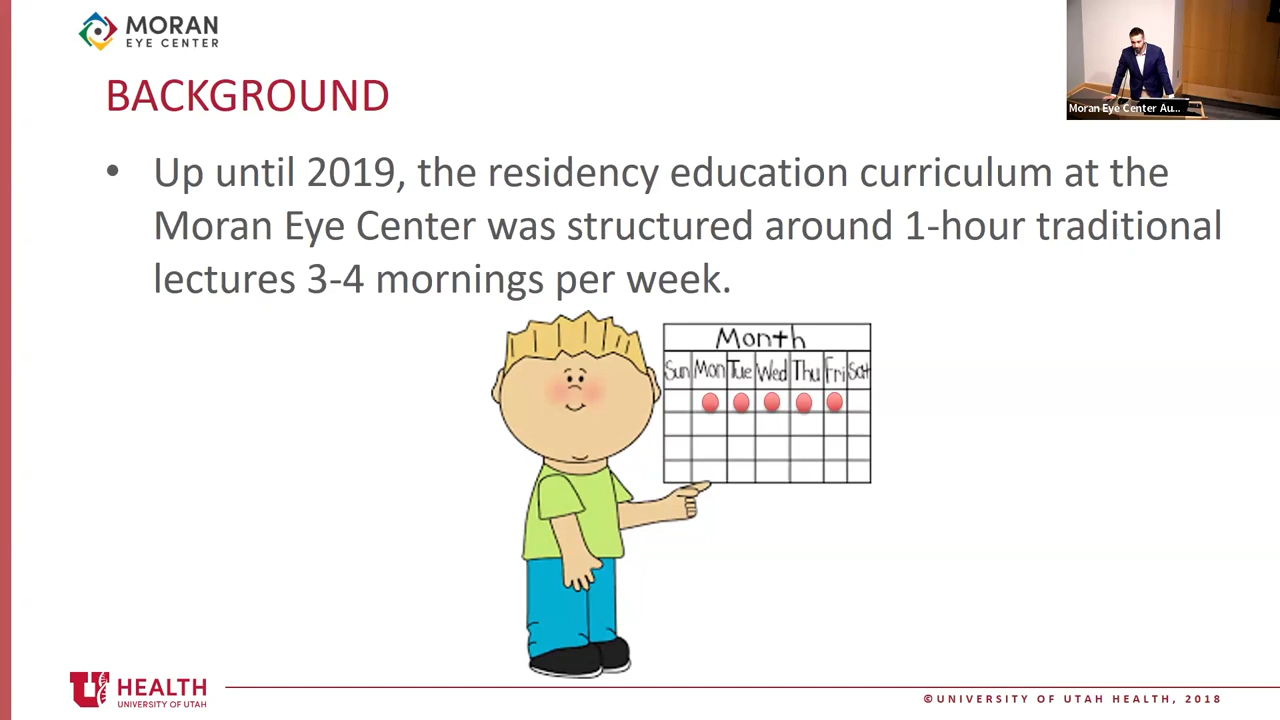 MORAN
EYE CENTER
Moran Eye Center Au...
BACKGROUND
• Up until 2019, the residency education curriculum at the
Moran Eye Center was structured around 1-hour traditional
lectures 3-4 mornings per week.
Month
Sun Mon Tue Wed Thu Fri Sat
U HEALTH
UNIVERSITY OF UTAH
©UNIVERSITY OF UTAH HEALTH, 2018